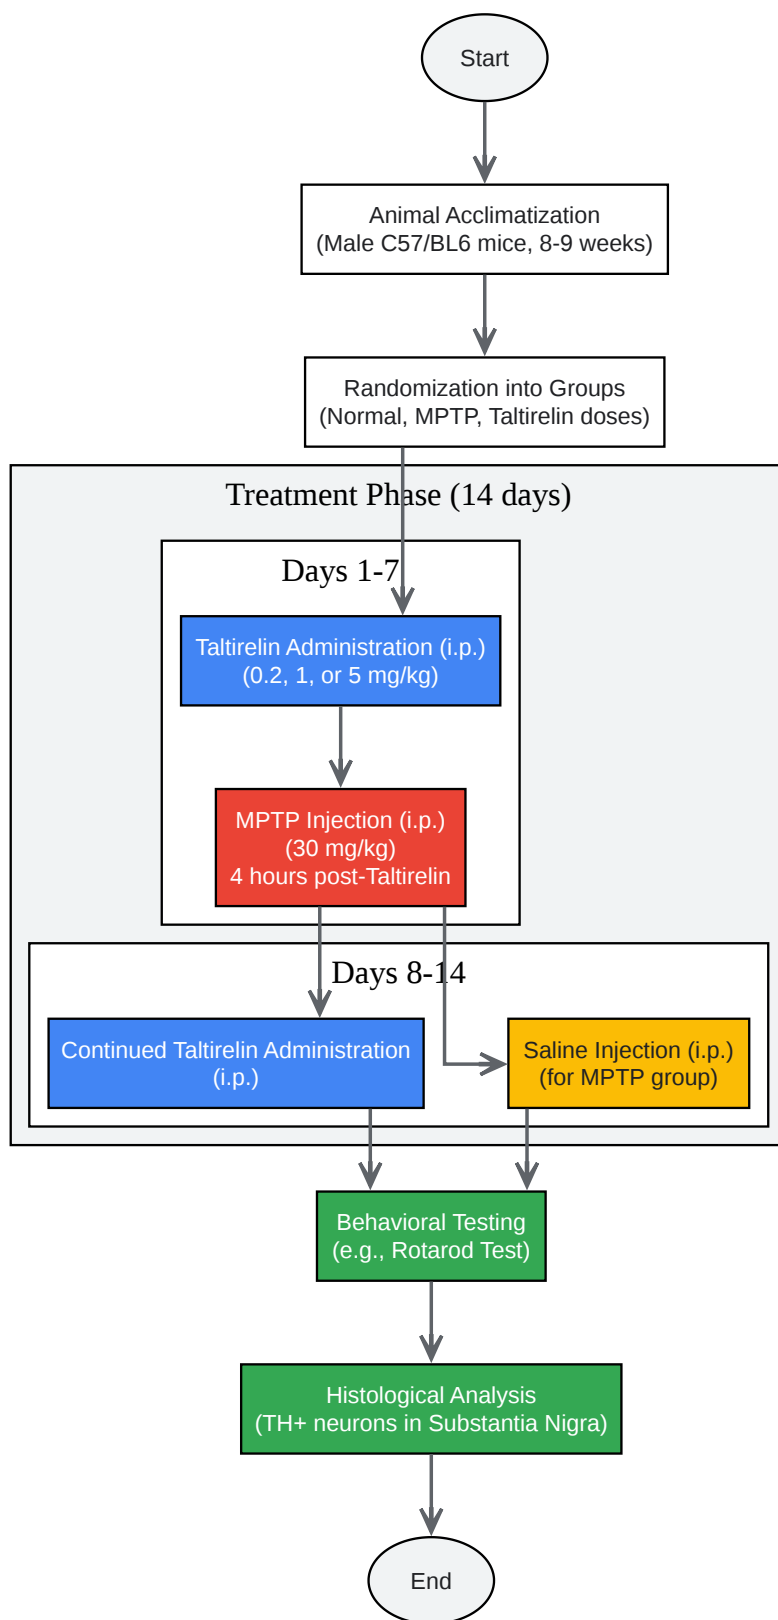 Start
Animal Acclimatization
(Male C57/BL6 mice, 8-9 weeks)
Randomization into Groups
(Normal, MPTP, Taltirelin doses)
Treatment Phase (14 days)
Days 1-7
Taltirelin Administration (i.p.)
(0.2, 1, or 5 mg/kg)
MPTP Injection (i.p.)
(30 mg/kg)
4 hours post-Taltirelin
Days 8-14
Continued Taltirelin Administration
(i.p.)
Saline Injection (i.p.)
(for MPTP group)
Behavioral Testing
(e.g., Rotarod Test)
Histological Analysis
(TH+ neurons in Substantia Nigra)
End